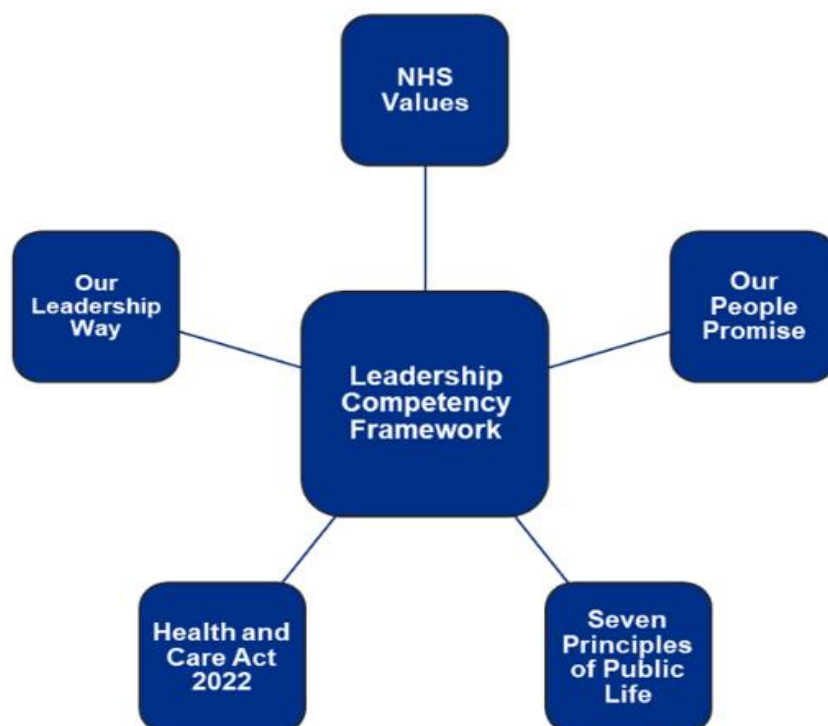 NHS
Values
Our
Leadership
Way
Our
People
Promise
Leadership
Competency
Framework
Health and
Care Act
2022
Seven
Principles
of Public
Life